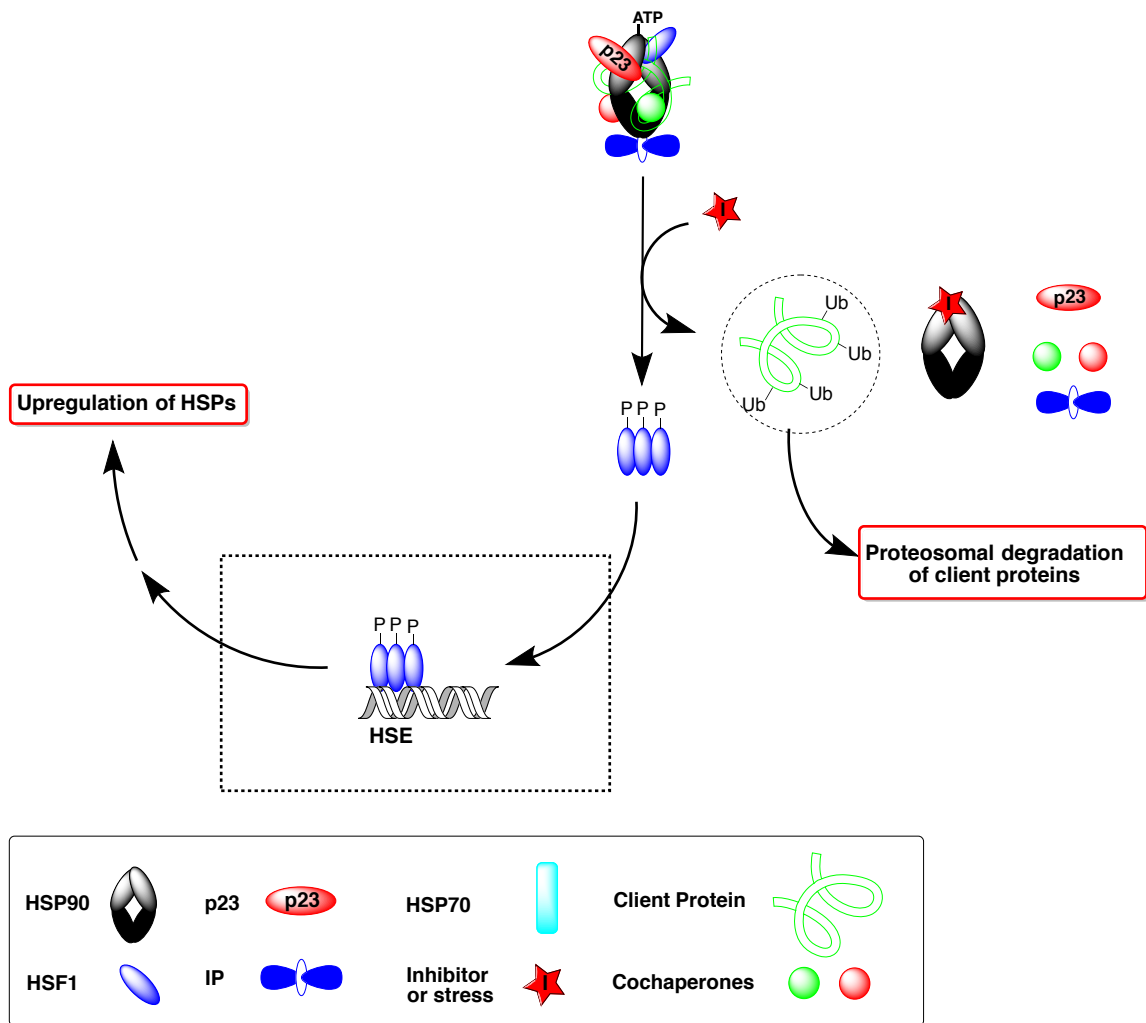 ATP
p23
I
Ub
Ub
Ub
Ub
I
p23
P P P
Upregulation of HSPs
Proteosomal degradation
of client proteins
P P P
HSE
HSP90
p23
p23
HSP70
Client Protein
HSF1
IP
Inhibitor
or stress
I
Cochaperones